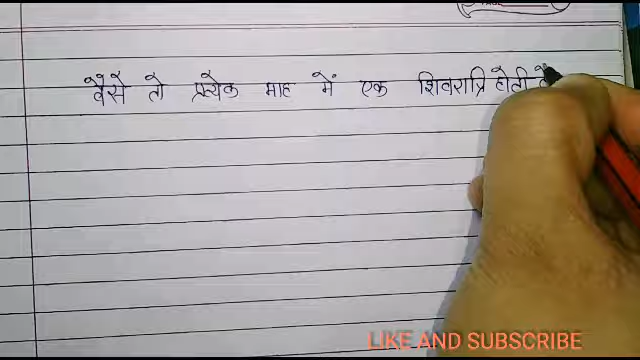 वैसे तो प्रत्येक माह में एक शिवरात्रि होती है
LIKE AND SUBSCRIBE